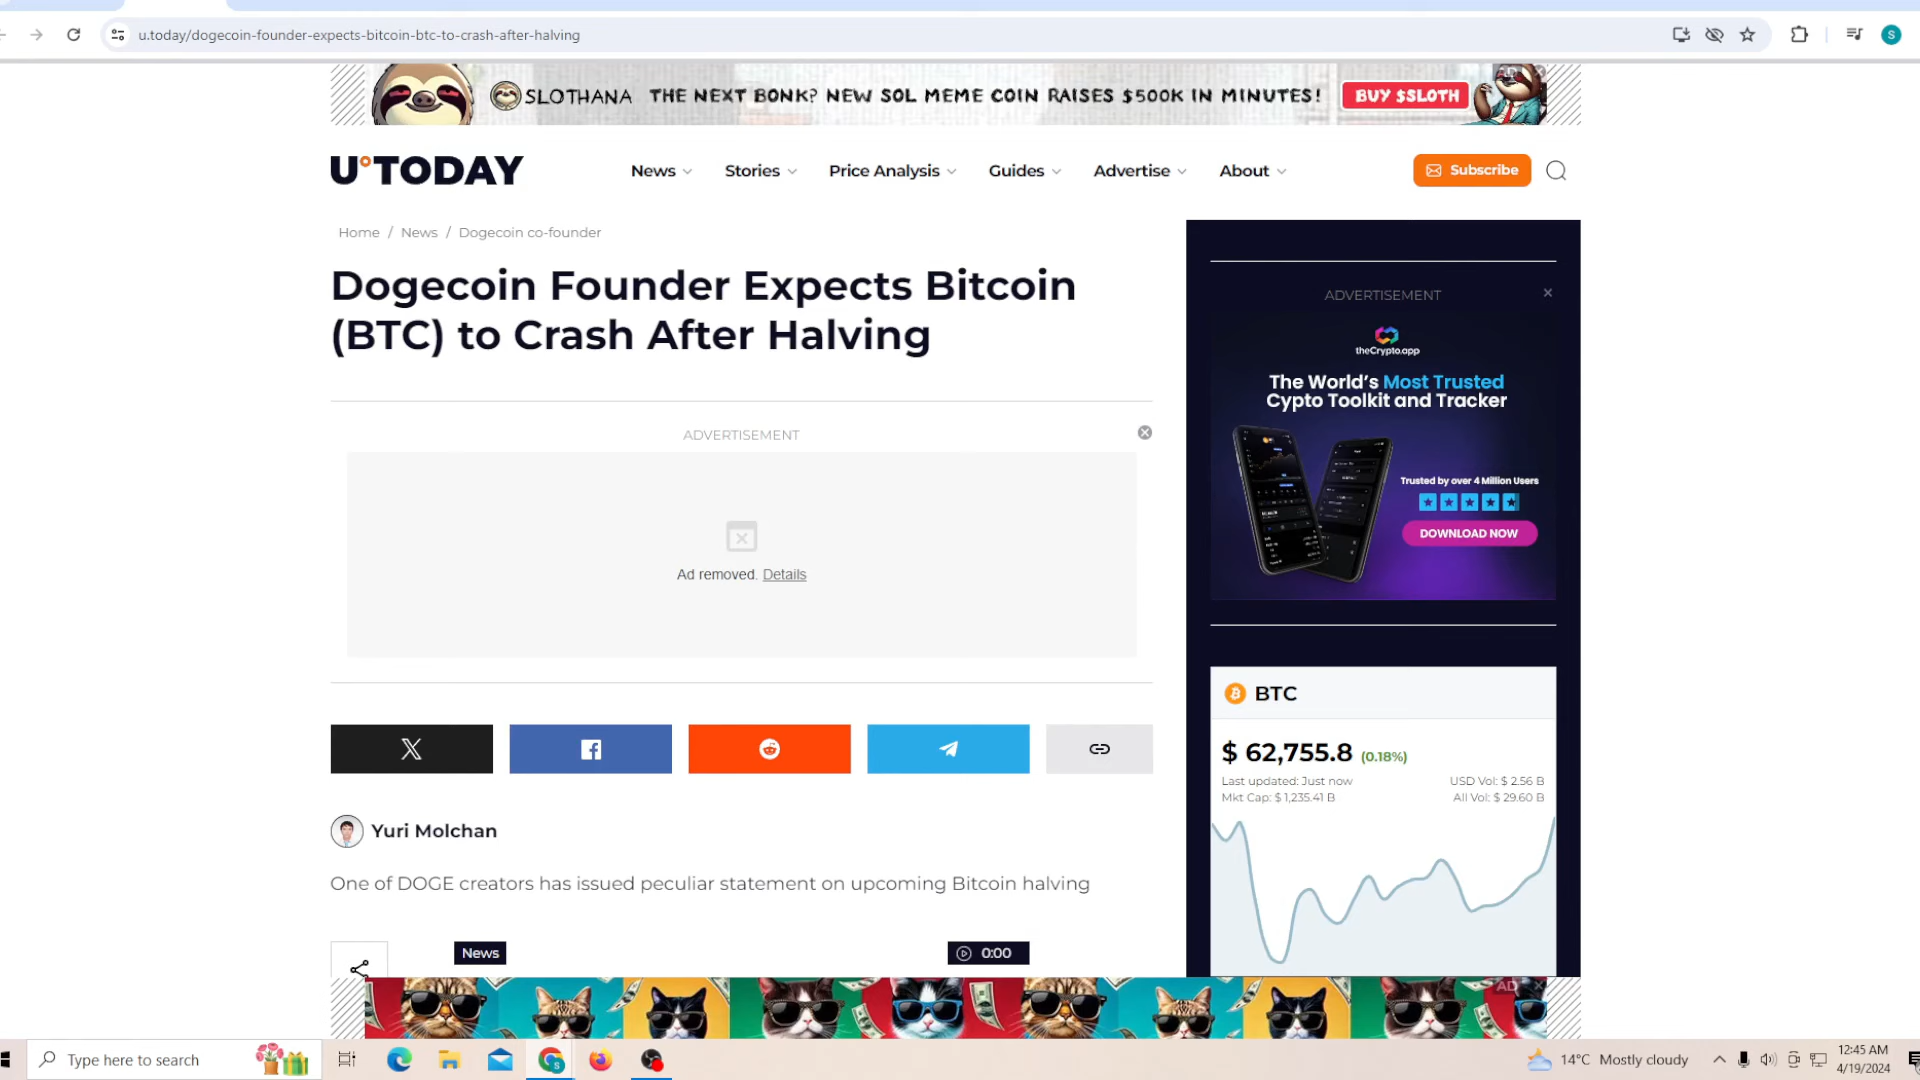 u.today/dogecoin-founder-expects-bitcoin-btc-to-crash-after-halving
S
SLOTHANA THE NEXT BONK? NEW SOL MEME COIN RAISES $500K IN MINUTES! BUY $SLOTH
U°TODAY
News Stories Price Analysis Guides Advertise About
Subscribe
Home / News / Dogecoin co-founder
Dogecoin Founder Expects Bitcoin
(BTC) to Crash After Halving
ADVERTISEMENT
Ad removed. Details
Yuri Molchan
One of DOGE creators has issued peculiar statement on upcoming Bitcoin halving
News
0:00
ADVERTISEMENT
theCrypto.app
The World's Most Trusted
Cypto Toolkit and Tracker
Trusted by over 4 Million Users
DOWNLOAD NOW
BTC
$ 62,755.8 (0.18%)
Last updated: Just now USD Vol: $ 2.56 B
Mkt Cap: $ 1,235.41 B All Vol: $ 29.60 B
AD
Type here to search
14°C Mostly cloudy
12:45 AM
4/19/2024